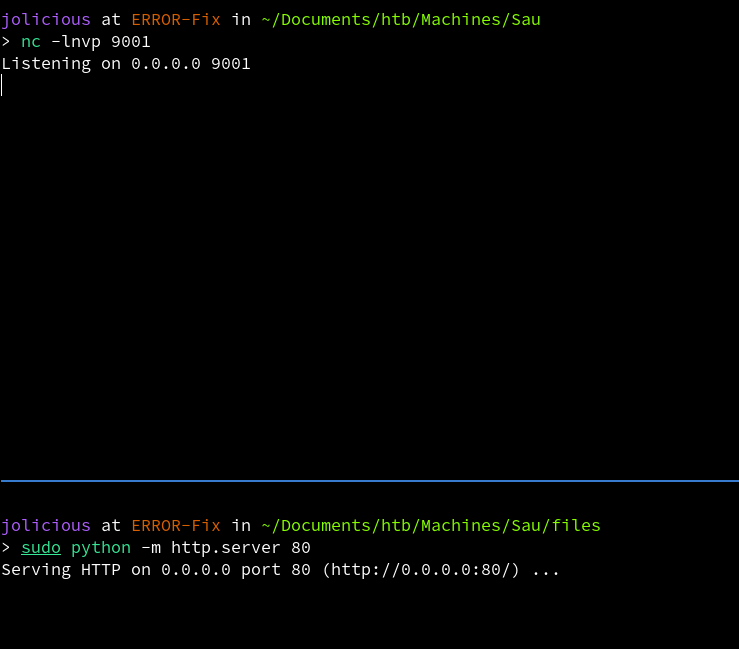 jolicious at ERROR-Fix in ~/Documents/htb/Machines/Sau
> nc -lnvp 9001
Listening on 0.0.0.0 9001
jolicious at ERROR-Fix in ~/Documents/htb/Machines/Sau/files
> sudo python -m http.server 80
Serving HTTP on 0.0.0.0 port 80 (http://0.0.0.0:80/) ...